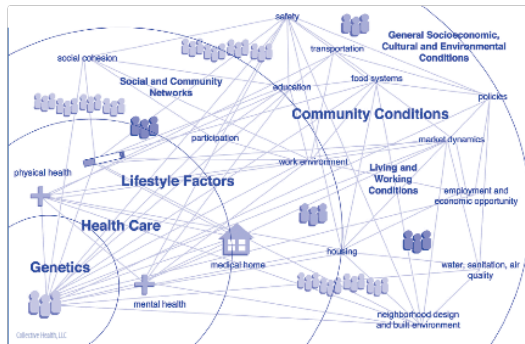 safety
General Socioeconomic,
Cultural and Environmental
Conditions
transportation
social cohesion
Social and Community
Networks
food systems
education
policies
Community Conditions
participation
market dynamics
physical health
work environment
Living and
Working
Conditions
Lifestyle Factors
employment and
economic opportunity
Health Care
housing
Genetics
medical home
water, sanitation, air
quality
mental health
neighborhood design
and built environment
Collective Health, LLC